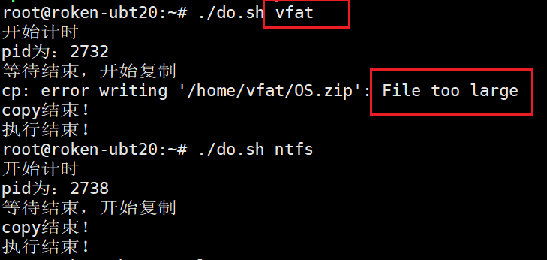 root@roken-ubt20:~# ./do.sh vfat
开始计时
pid为：2732
等待结束，开始复制
cp: error writing '/home/vfat/OS.zip': File too large
copy结束！
执行结束！
root@roken-ubt20:~# ./do.sh ntfs
开始计时
pid为：2738
等待结束，开始复制
copy结束！
执行结束！